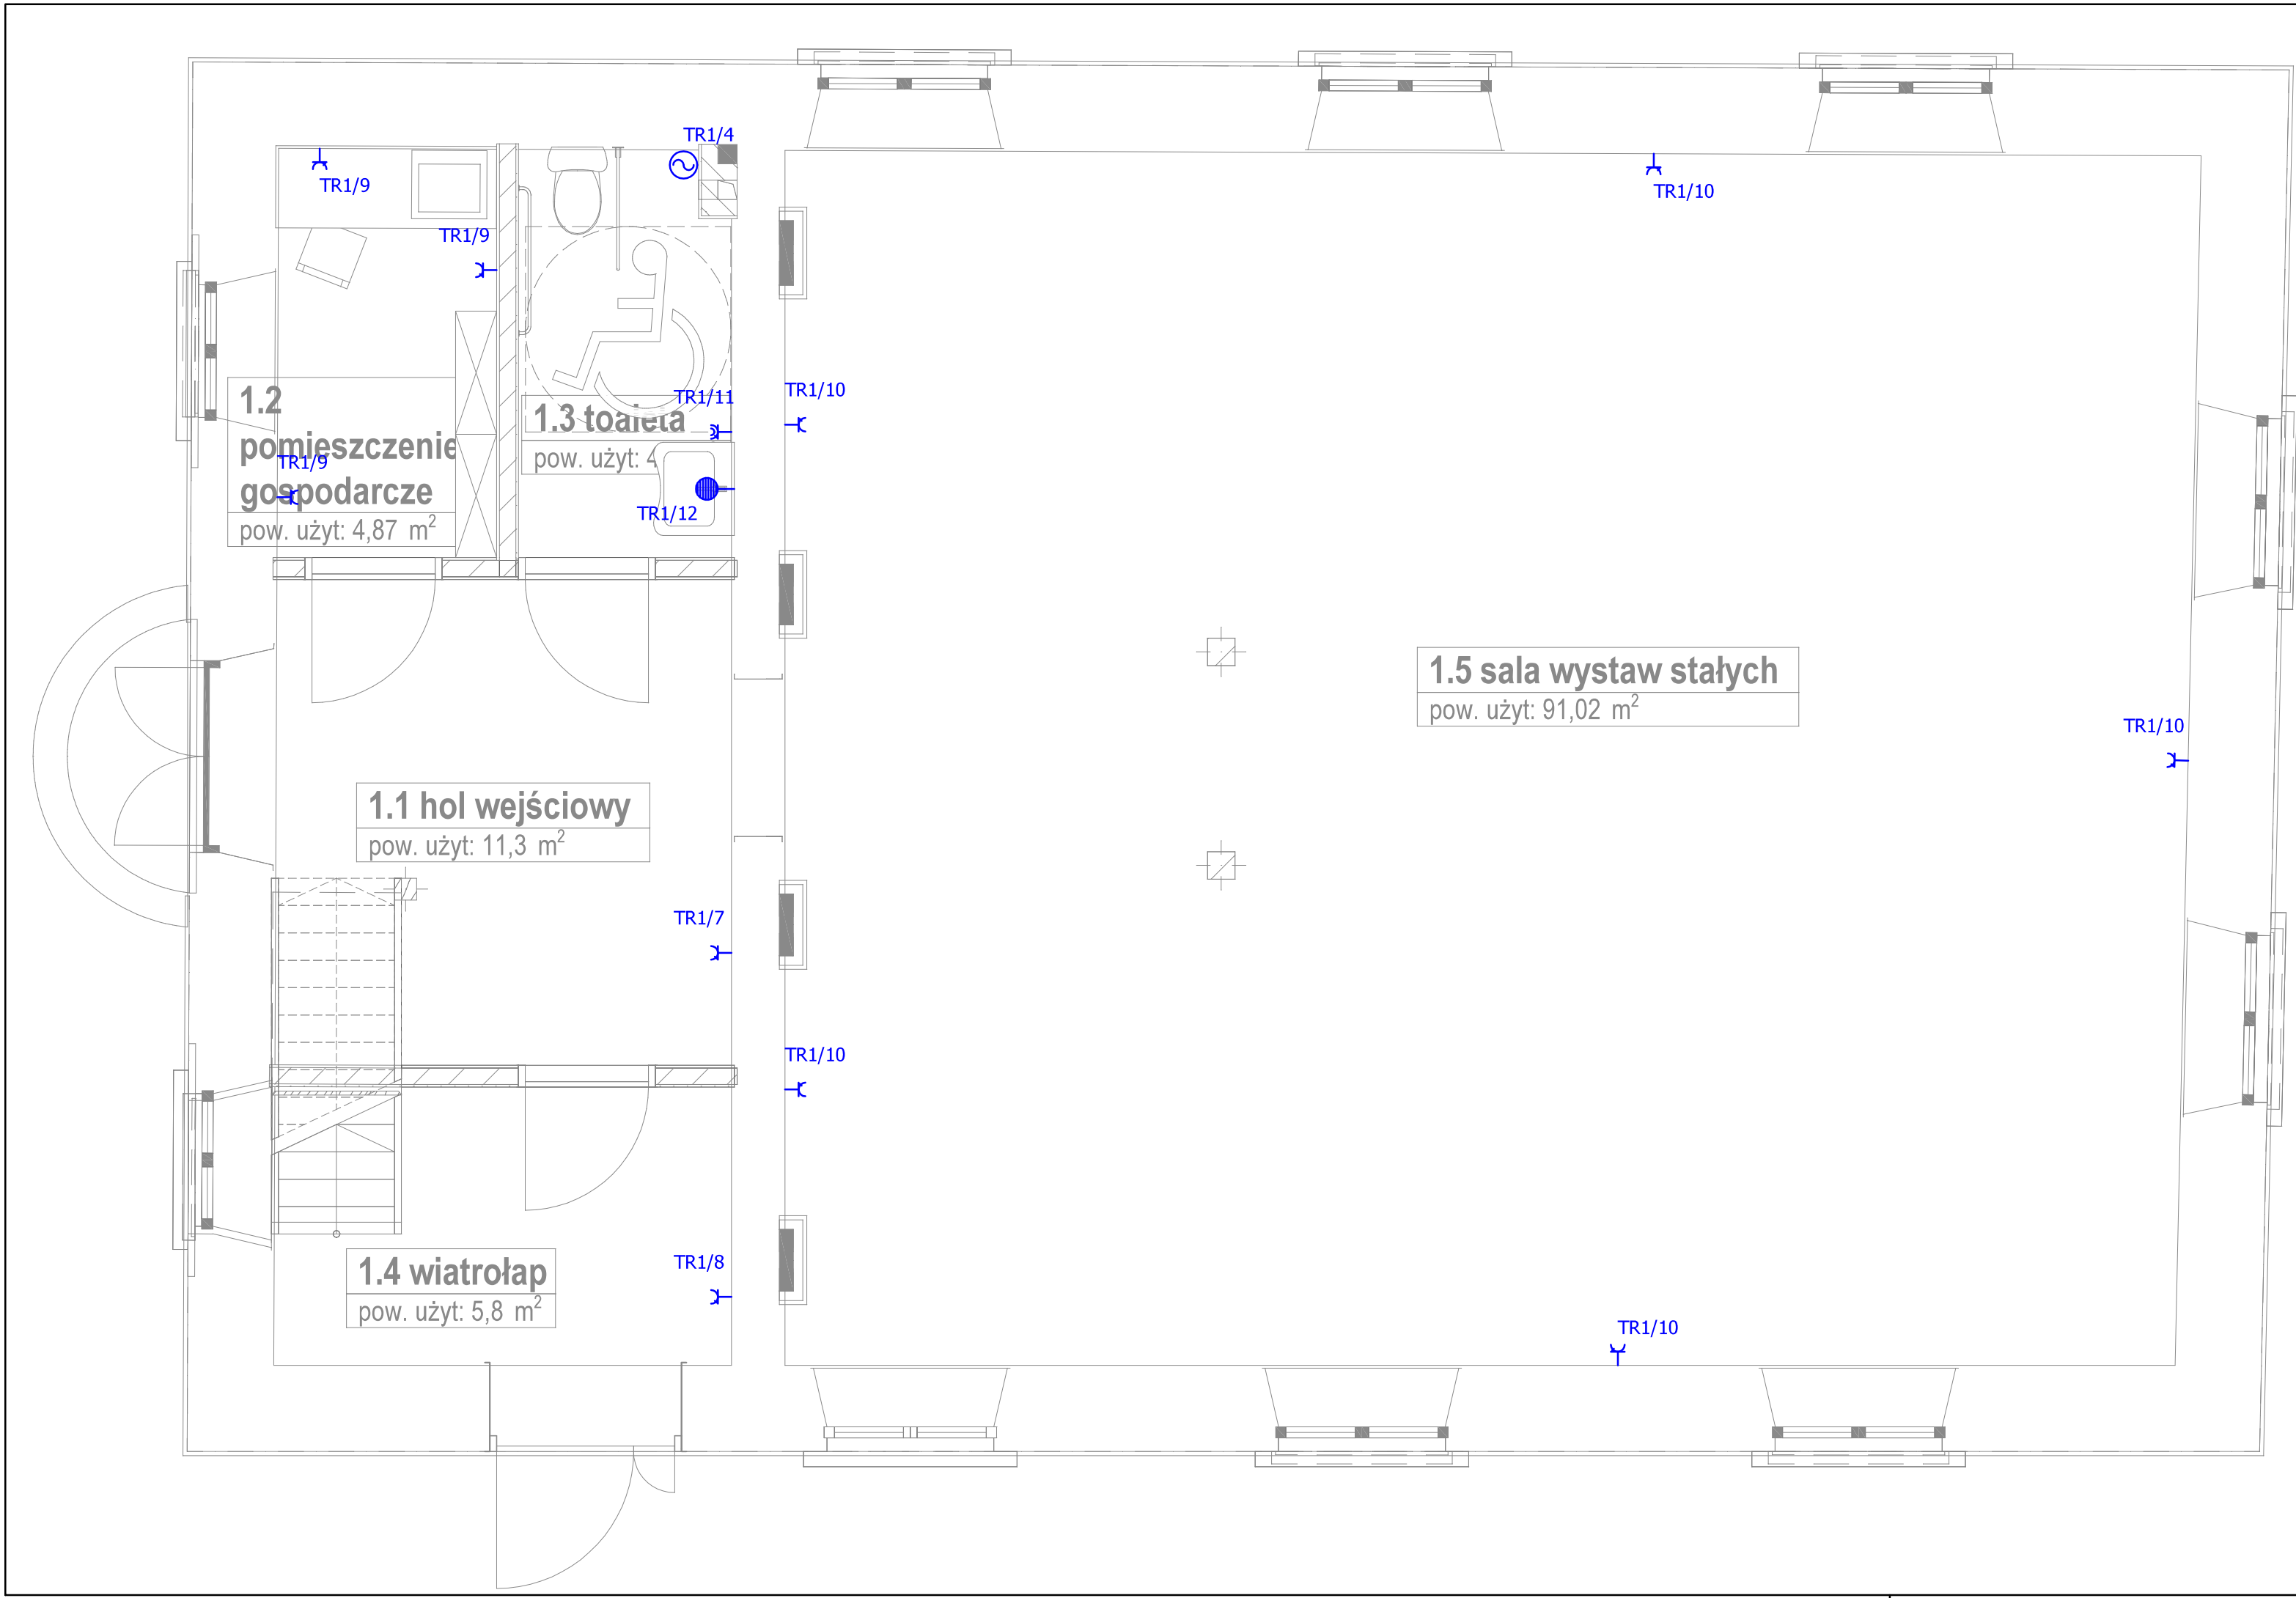 TR1/4
TR1/9
TR1/10
TR1/9
1.2
pomieszczenie
gospodarcze
pow. użyt: 4,87 m²
TR1/9
TR1/11
1.3 toaleta
pow. użyt: 4
TR1/12
TR1/10
1.5 sala wystaw stałych
pow. użyt: 91,02 m²
TR1/10
1.1 hol wejściowy
pow. użyt: 11,3 m²
TR1/7
TR1/10
1.4 wiatrołap
pow. użyt: 5,8 m²
TR1/8
TR1/10